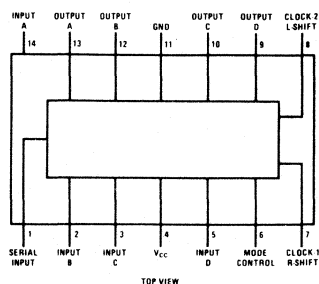 INPUT OUTPUT OUTPUT OUTPUT OUTPUT CLOCK 2
A A B GND C D L-SHIFT
14 13 12 11 10 9 8
1 2 3 4 5 6 7
SERIAL INPUT INPUT VCC INPUT MODE CLOCK 1
INPUT B C D CONTROL R-SHIFT
TOP VIEW